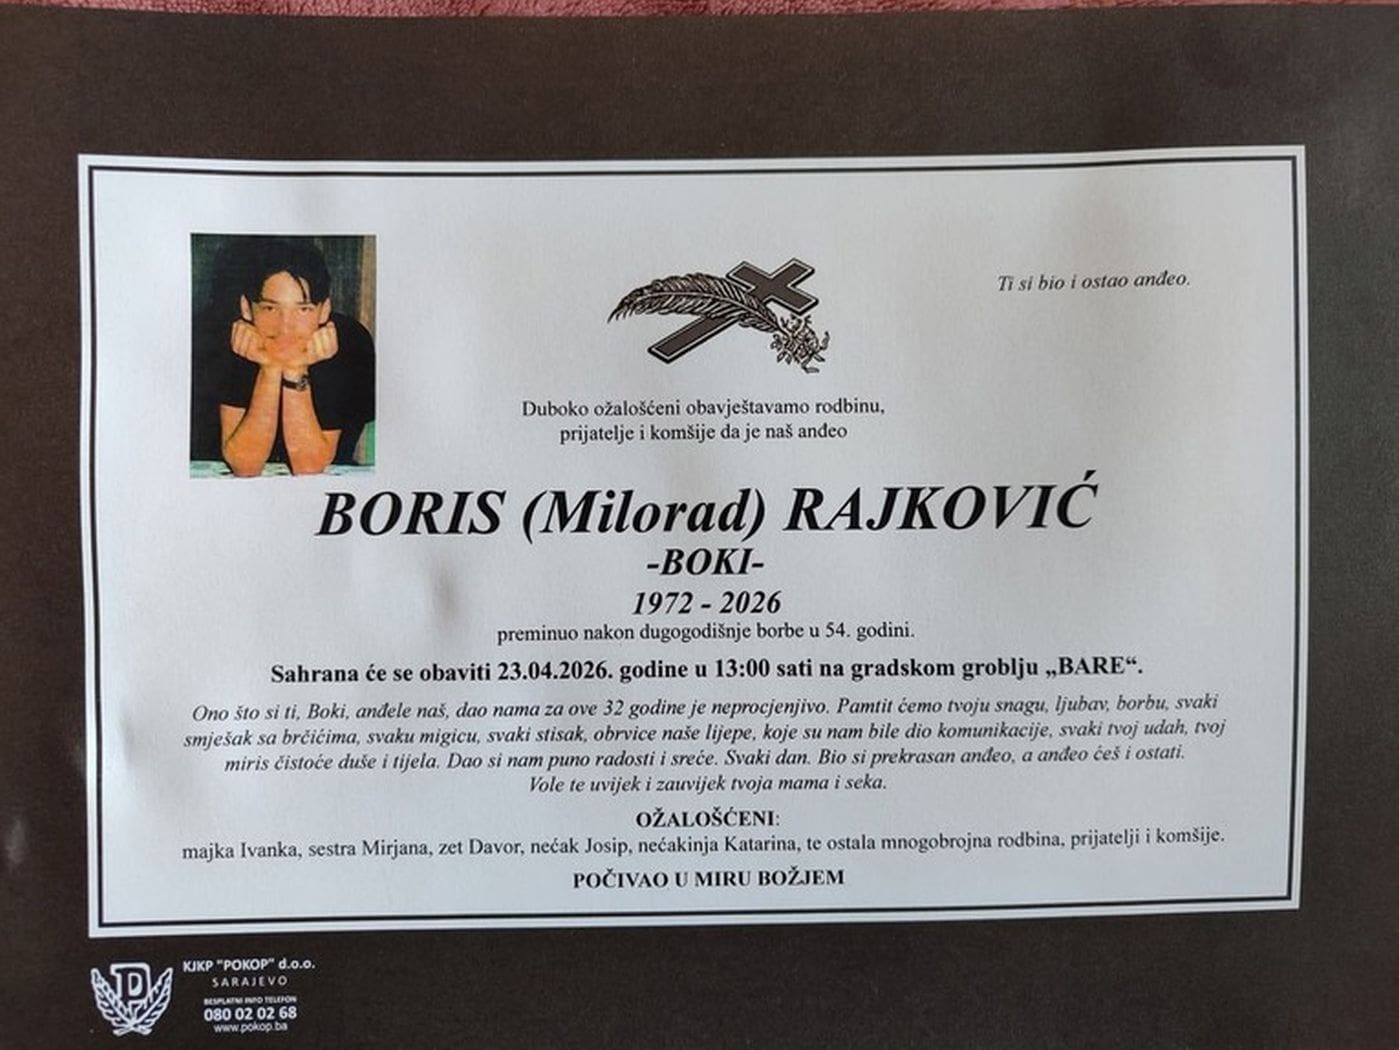 Ti si bio i ostao anđeo.
Duboko ožalošćeni obavještavamo rodbinu,
prijatelje i komšije da je naš anđeo
BORIS (Milorad) RAJKOVIĆ
-BOKI-
1972 - 2026
preminuo nakon dugogodišnje borbe u 54. godini.
Sahrana će se obaviti 23.04.2026. godine u 13:00 sati na gradskom groblju „BARE“.
Ono što si ti, Boki, anđele naš, dao nama za ove 32 godine je neprocjenjivo. Pamtit ćemo tvoju snagu, ljubav, borbu, svaki
smješak sa brčićima, svaku migicu, svaki stisak, obrvice naše lijepe, koje su nam bile dio komunikacije, svaki tvoj udah, tvoj
miris čistoće duše i tijela. Dao si nam puno radosti i sreće. Svaki dan. Bio si prekrasan anđeo, a anđeo ćeš i ostati.
Vole te uvijek i zauvijek tvoja mama i seka.
OŽALOŠĆENI:
majka Ivanka, sestra Mirjana, zet Davor, nećak Josip, nećakinja Katarina, te ostala mnogobrojna rodbina, prijatelji i komšije.
POČIVAO U MIRU BOŽJEM
P
KJKP "POKOP" d.o.o.
SARAJEVO
BESPLATNI INFO TELEFON
080 02 02 68
www.pokop.ba